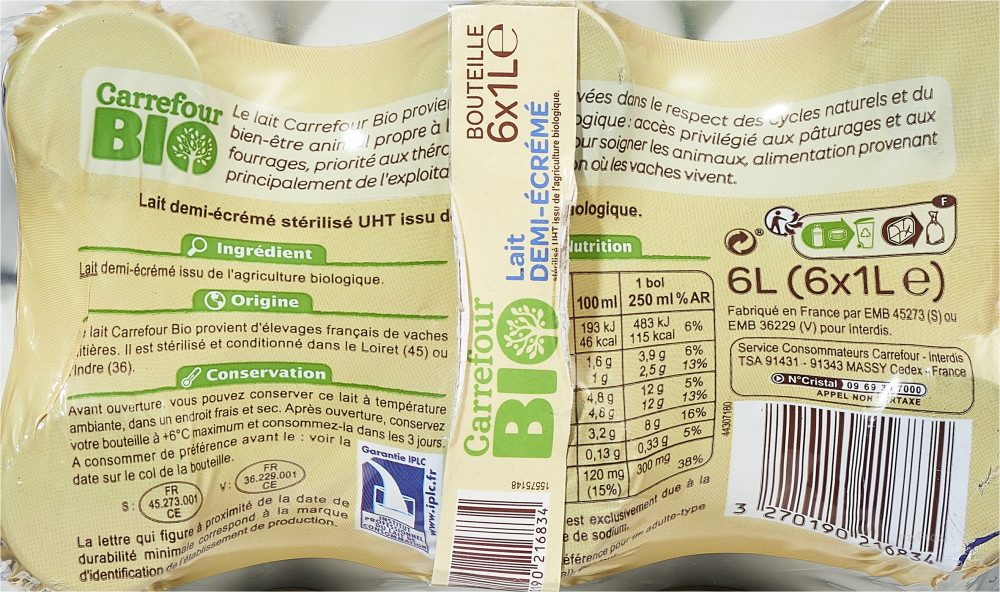 Carrefour
BIO
Le lait Carrefour Bio provie
bien-être animal propre à l
fourrages, priorité aux théra
principalement de l'exploita
vées dans le respect des cycles naturels et du
ogique : accès privilégié aux pâturages et aux
our soigner les animaux, alimentation provenant
n où les vaches vivent.
Lait demi-écrémé stérilisé UHT issu d
iologique.
Ingrédient
Lait demi-écrémé issu de l'agriculture biologique.
Origine
lait Carrefour Bio provient d'élevages français de vaches
itières. Il est stérilisé et conditionné dans le Loiret (45) ou
Indre (36).
Conservation
Avant ouverture, vous pouvez conserver ce lait à température
ambiante, dans un endroit frais et sec. Après ouverture, conservez
votre bouteille à +6°C maximum et consommez-la dans les 3 jours.
A consommer de préférence avant le : voir la
date sur le col de la bouteille.
S : FR
45.273.001
CE
V : FR
36.229.001
CE
La lettre qui figure à proximité de la date de
durabilité minimale correspond à la marque
d'identification de l'établissement de production.
Garantie IPLC
www.iplc.fr
BOUTEILLE
6x1L e
Lait
DEMI-ÉCRÉMÉ
stérilisé UHT issu de l'agriculture biologique.
Carrefour
BIO
15575148
90 216834
Nutrition
100 ml
1 bol
250 ml % AR
193 kJ 483 kJ 6%
46 kcal 115 kcal
1,6 g 3,9 g 6%
1 g 2,5 g 13%
4,8 g 12 g 5%
4,8 g 12 g 13%
3,2 g 8 g 16%
0,13 g 0,33 g 5%
120 mg 300 mg 38%
(15%)
est exclusivement due à la
e de sodium.
éférence pour un adulte-type
F
6L (6x1L e)
Fabriqué en France par EMB 45273 (S) ou
EMB 36229 (V) pour Interdis.
Service Consommateurs Carrefour - Interdis
TSA 91431 - 91343 MASSY Cedex - France
N°Cristal 09 69 3 7000
APPEL NON SURTAXE
44307180
3 270190 216834